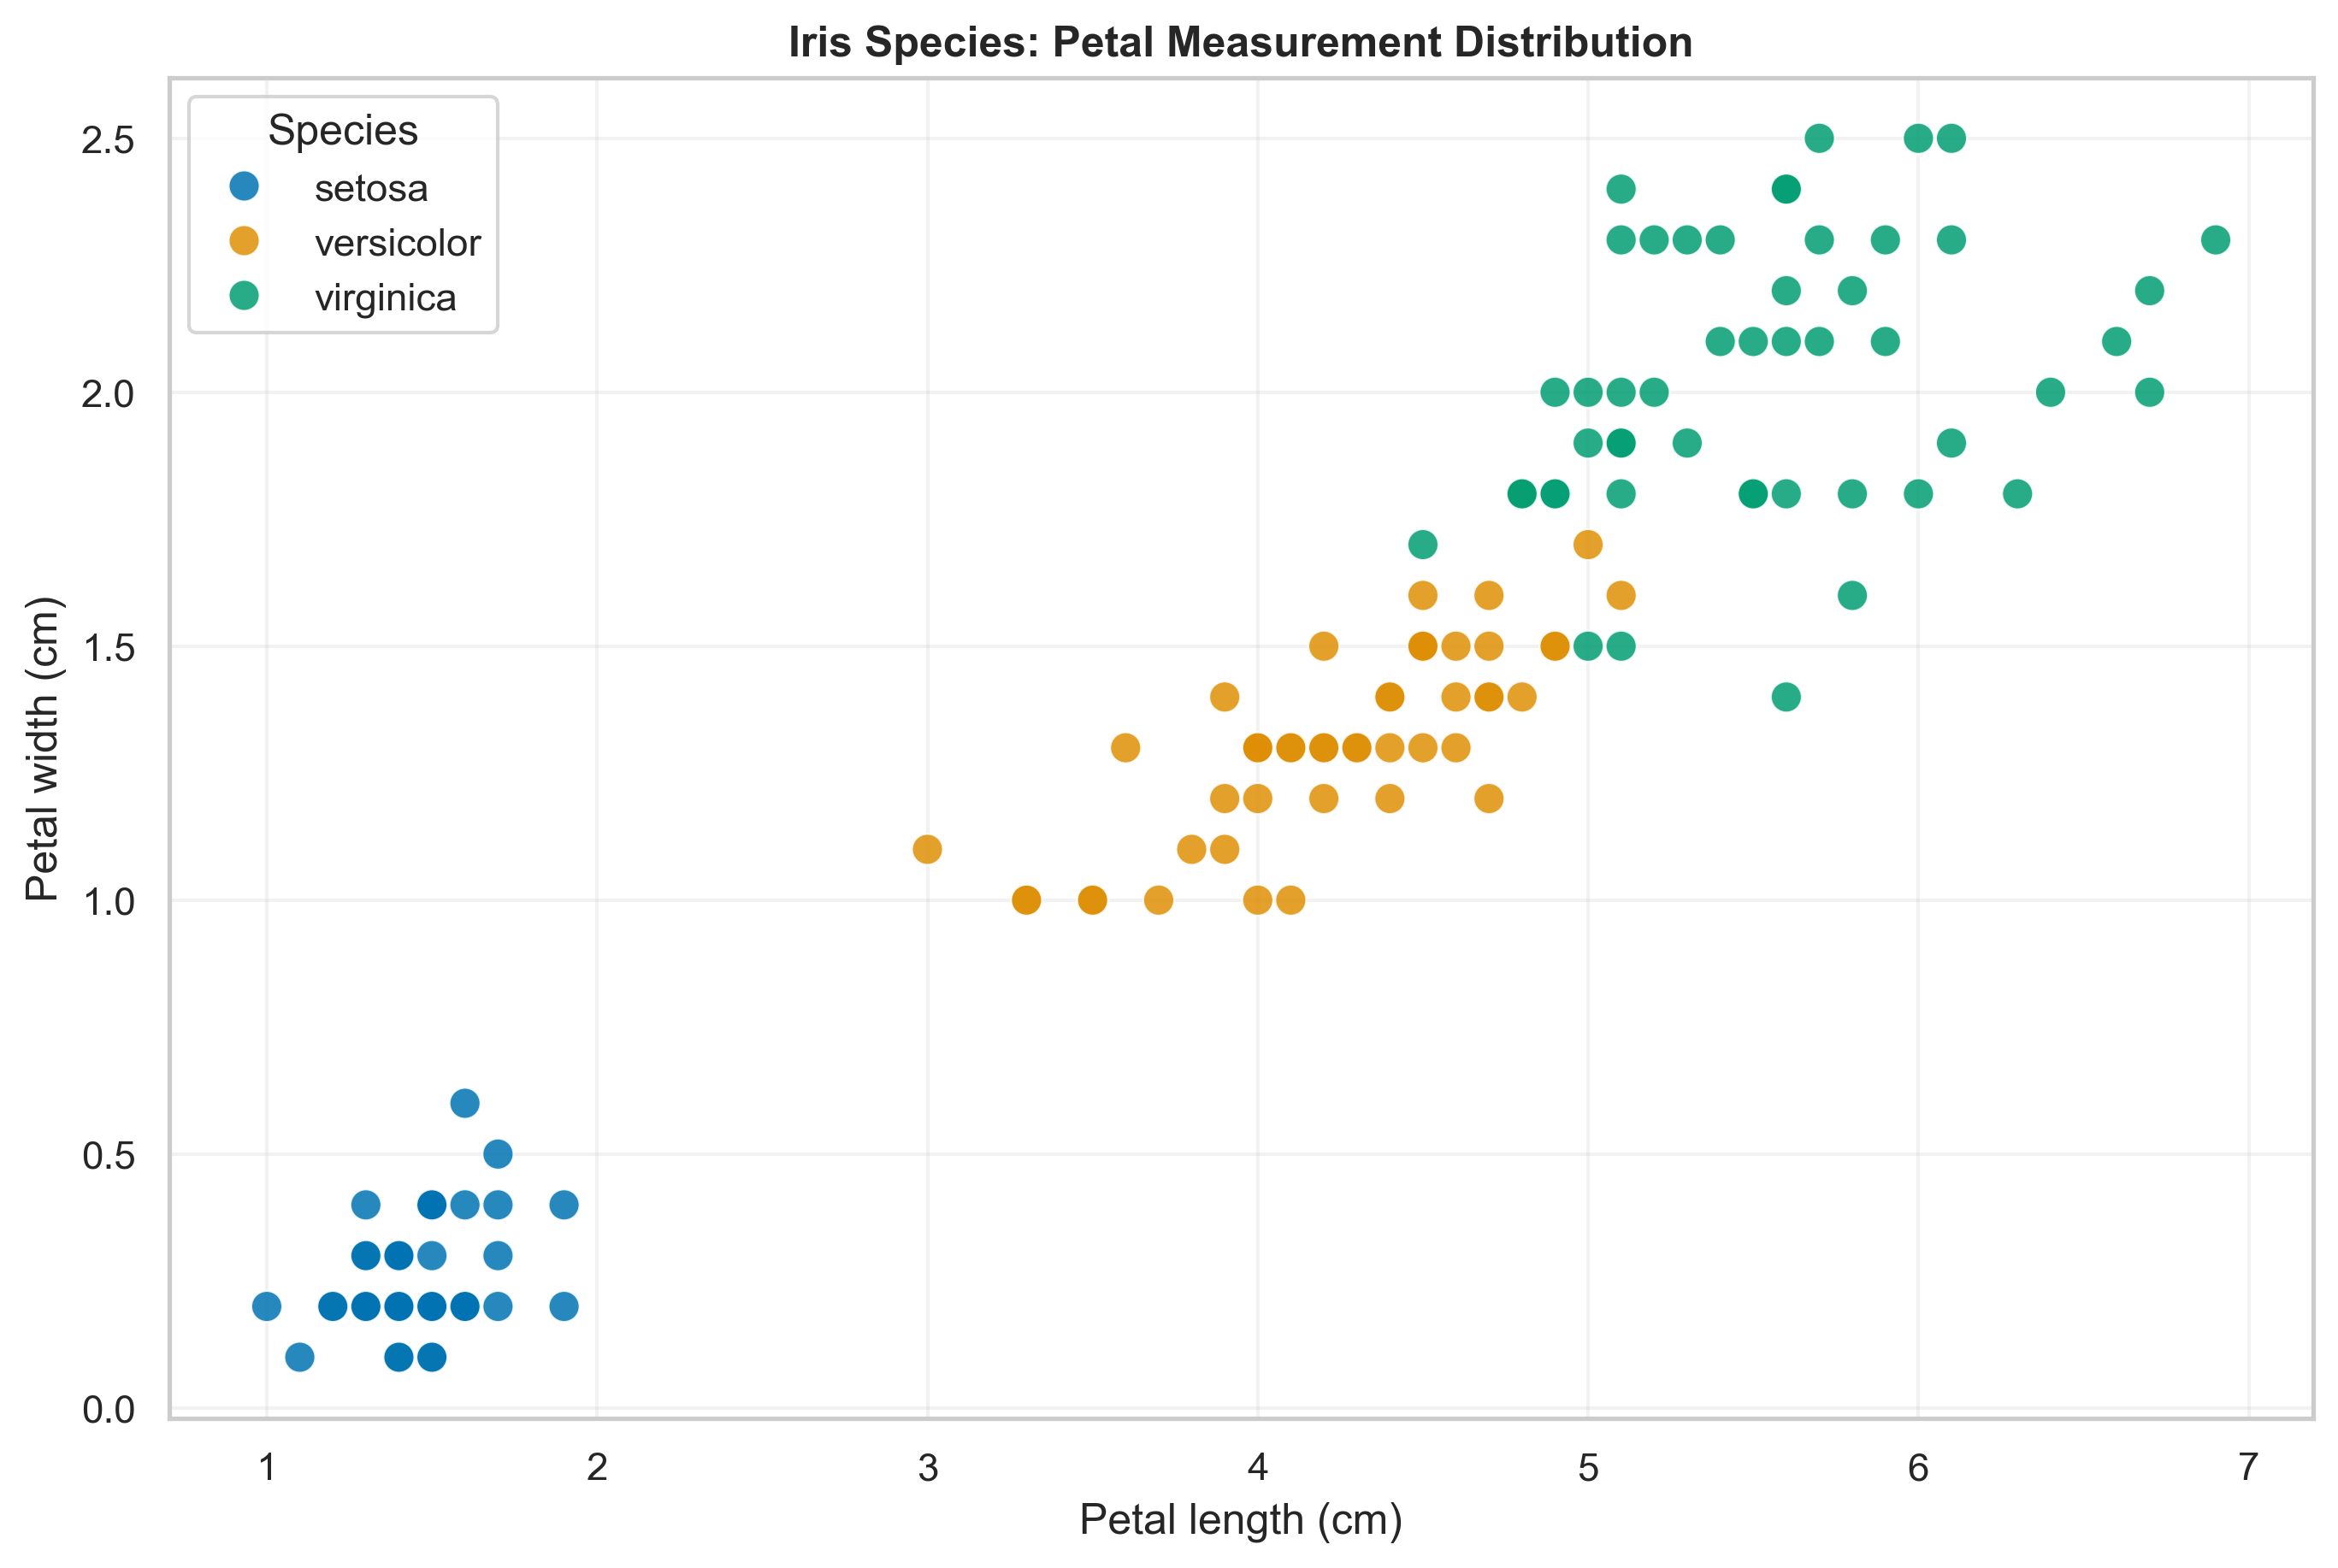 Iris Species: Petal Measurement Distribution
Species
setosa
versicolor
virginica
2.5
2.0
1.5
1.0
0.5
0.0
Petal width (cm)
1 2 3 4 5 6 7
Petal length (cm)